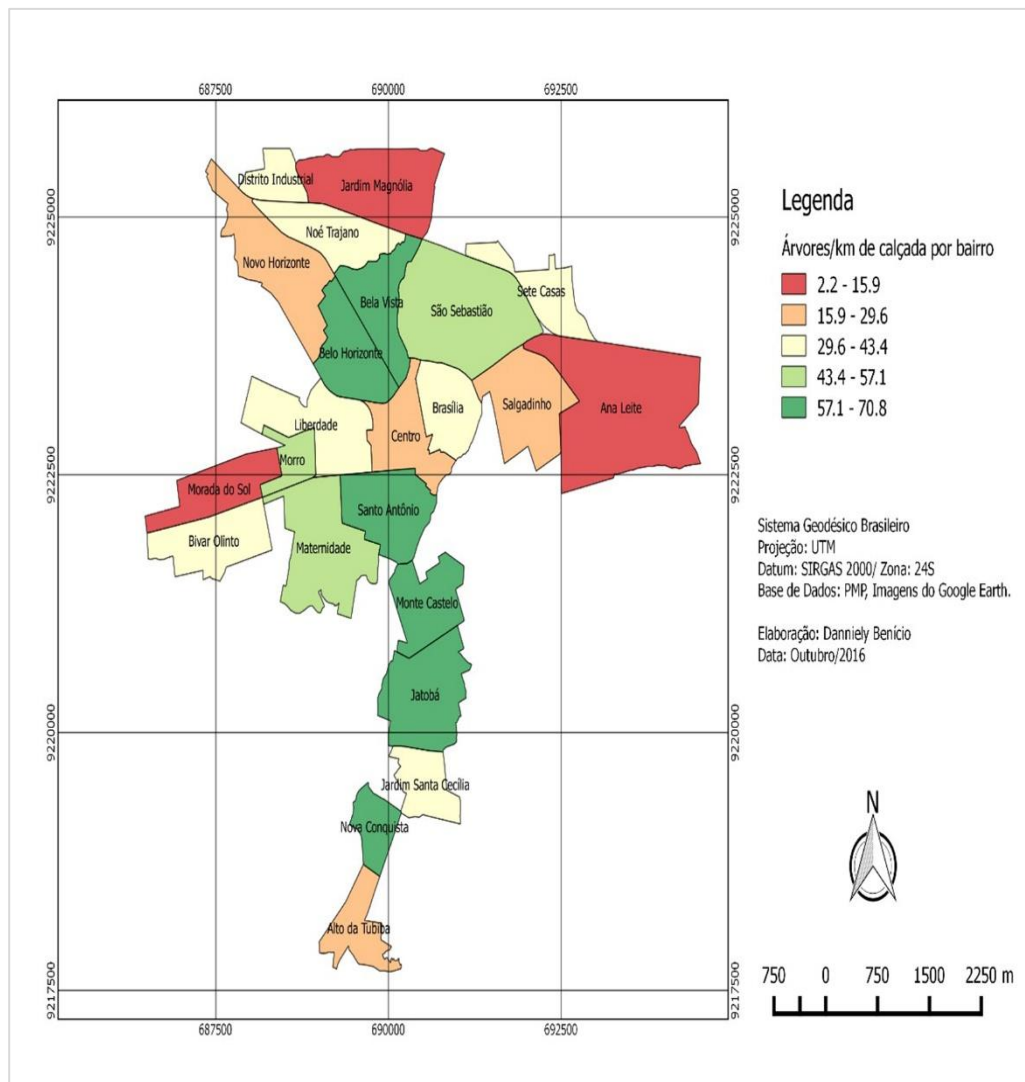 687500 690000 692500
9225000 9225000
9222500 9222500
9220000 9220000
9217500 9217500
687500 690000 692500
Distrito Industrial
Jardim Magnólia
Noé Trajano
Novo Horizonte
Bela Vista
São Sebastião
Sete Casas
Belo Horizonte
Liberdade
Centro
Brasília
Salgadinho
Ana Leite
Morro
Morada do Sol
Bivar Olinto
Maternidade
Santo Antônio
Monte Castelo
Jatobá
Jardim Santa Cecília
Nova Conquista
Alto da Tubiba
Legenda
Árvores/km de calçada por bairro
2.2 - 15.9
15.9 - 29.6
29.6 - 43.4
43.4 - 57.1
57.1 - 70.8
Sistema Geodésico Brasileiro
Projeção: UTM
Datum: SIRGAS 2000/ Zona: 24S
Base de Dados: PMP, Imagens do Google Earth.
Elaboração: Danniely Benício
Data: Outubro/2016
N
750 0 750 1500 2250 m